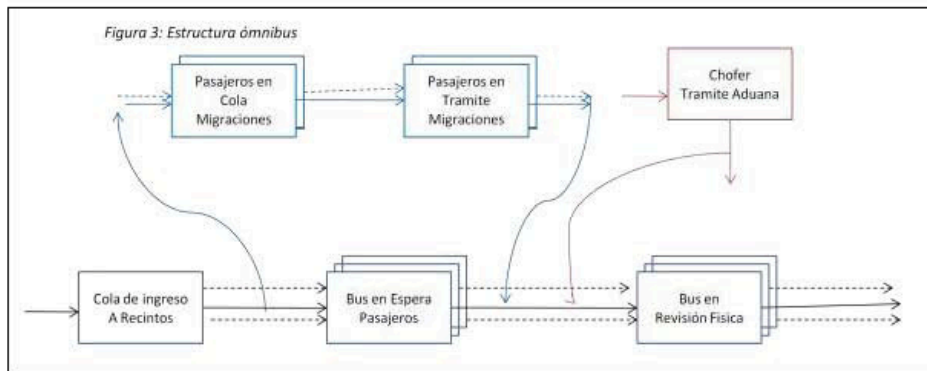 Figura 3: Estructura ómnibus
Pasajeros en
Cola
Migraciones
Pasajeros en
Tramite
Migraciones
Chofer
Tramite Aduana
Cola de ingreso
A Recintos
Bus en Espera
Pasajeros
Bus en
Revisión Fisica